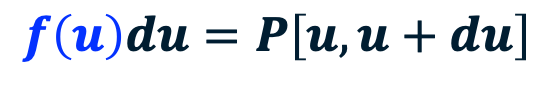 f(u)du = P[u, u + du]